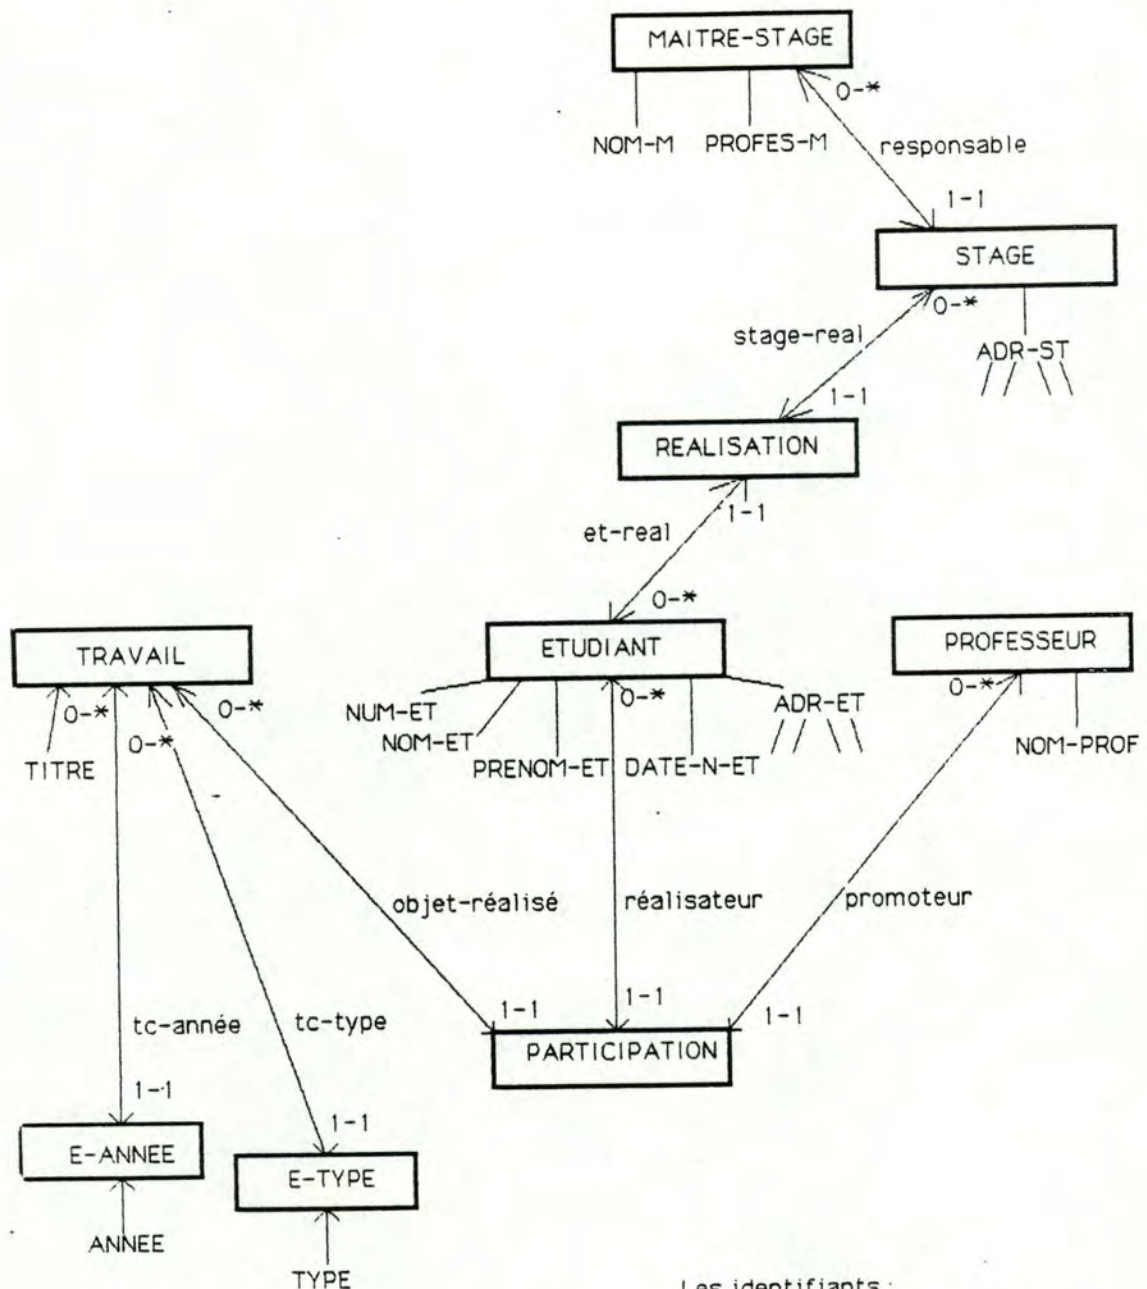 MAITRE-STAGE
0-*
NOM-M PROFES-M
responsable
1-1
STAGE
0-*
stage-real
ADR-ST
1-1
REALISATION
1-1
et-real
0-*
TRAVAIL
ETUDIANT
PROFESSEUR
0-*
0-*
0-*
0-*
0-*
NUM-ET
NOM-ET
PRENOM-ET
DATE-N-ET
ADR-ET
NOM-PROF
TITRE
objet-réalisé
réalisateur
promoteur
tc-année
tc-type
1-1
1-1
1-1
PARTICIPATION
1-1
1-1
E-ANNEE
E-TYPE
ANNEE
TYPE
Les identifiants :